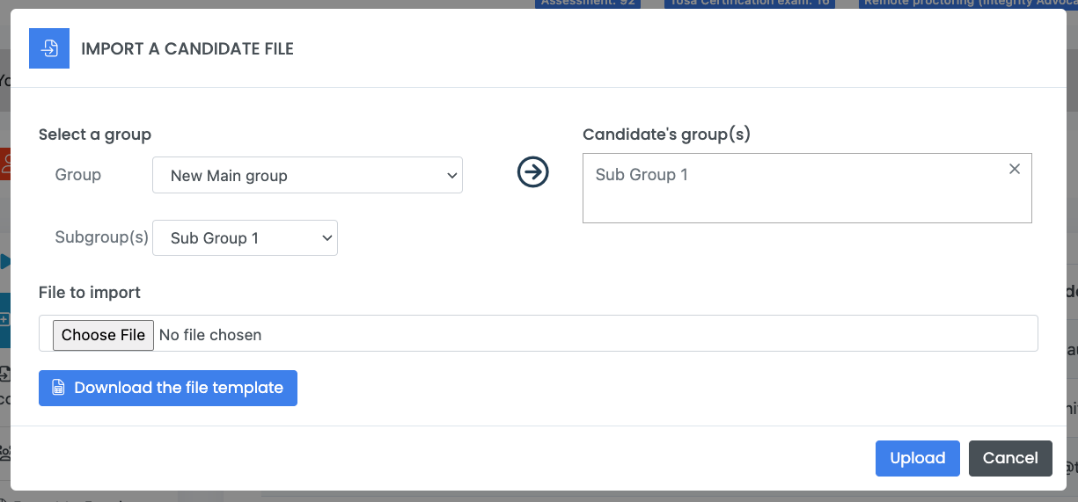 Assessment: 92
Tosa Certification exam: 16
Remote proctoring (Integrity Advoca
IMPORT A CANDIDATE FILE
Select a group
Candidate's group(s)
Group
New Main group
Sub Group 1
Subgroup(s)
Sub Group 1
File to import
Choose File
No file chosen
Download the file template
Upload
Cancel